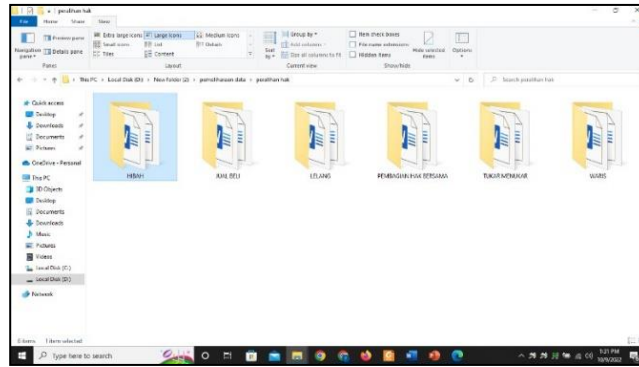 peralihan hak
File Home Share View
Navigation pane Preview pane Details pane
Extra large icons Large icons Medium icons
Small icons List Details
Tiles Content
Sort by Group by Add columns Size all columns to fit
Item check boxes File name extensions Hidden items
Hide selected items Options
Panes Layout Current view Show/hide
This PC > Local Disk (D:) > New folder (2) > pemeliharaan data > peralihan hak
Search peralihan hak
Quick access
Desktop
Downloads
Documents
Pictures
OneDrive - Personal
This PC
3D Objects
Desktop
Documents
Downloads
Music
Pictures
Videos
Local Disk (C:)
Local Disk (D:)
Network
HIBAH JUAL BELI LELANG PEMBAGIAN HAK BERSAMA TUKAR MENUKAR WARIS
6 items 1 item selected
Type here to search
1:21 PM
10/9/2022